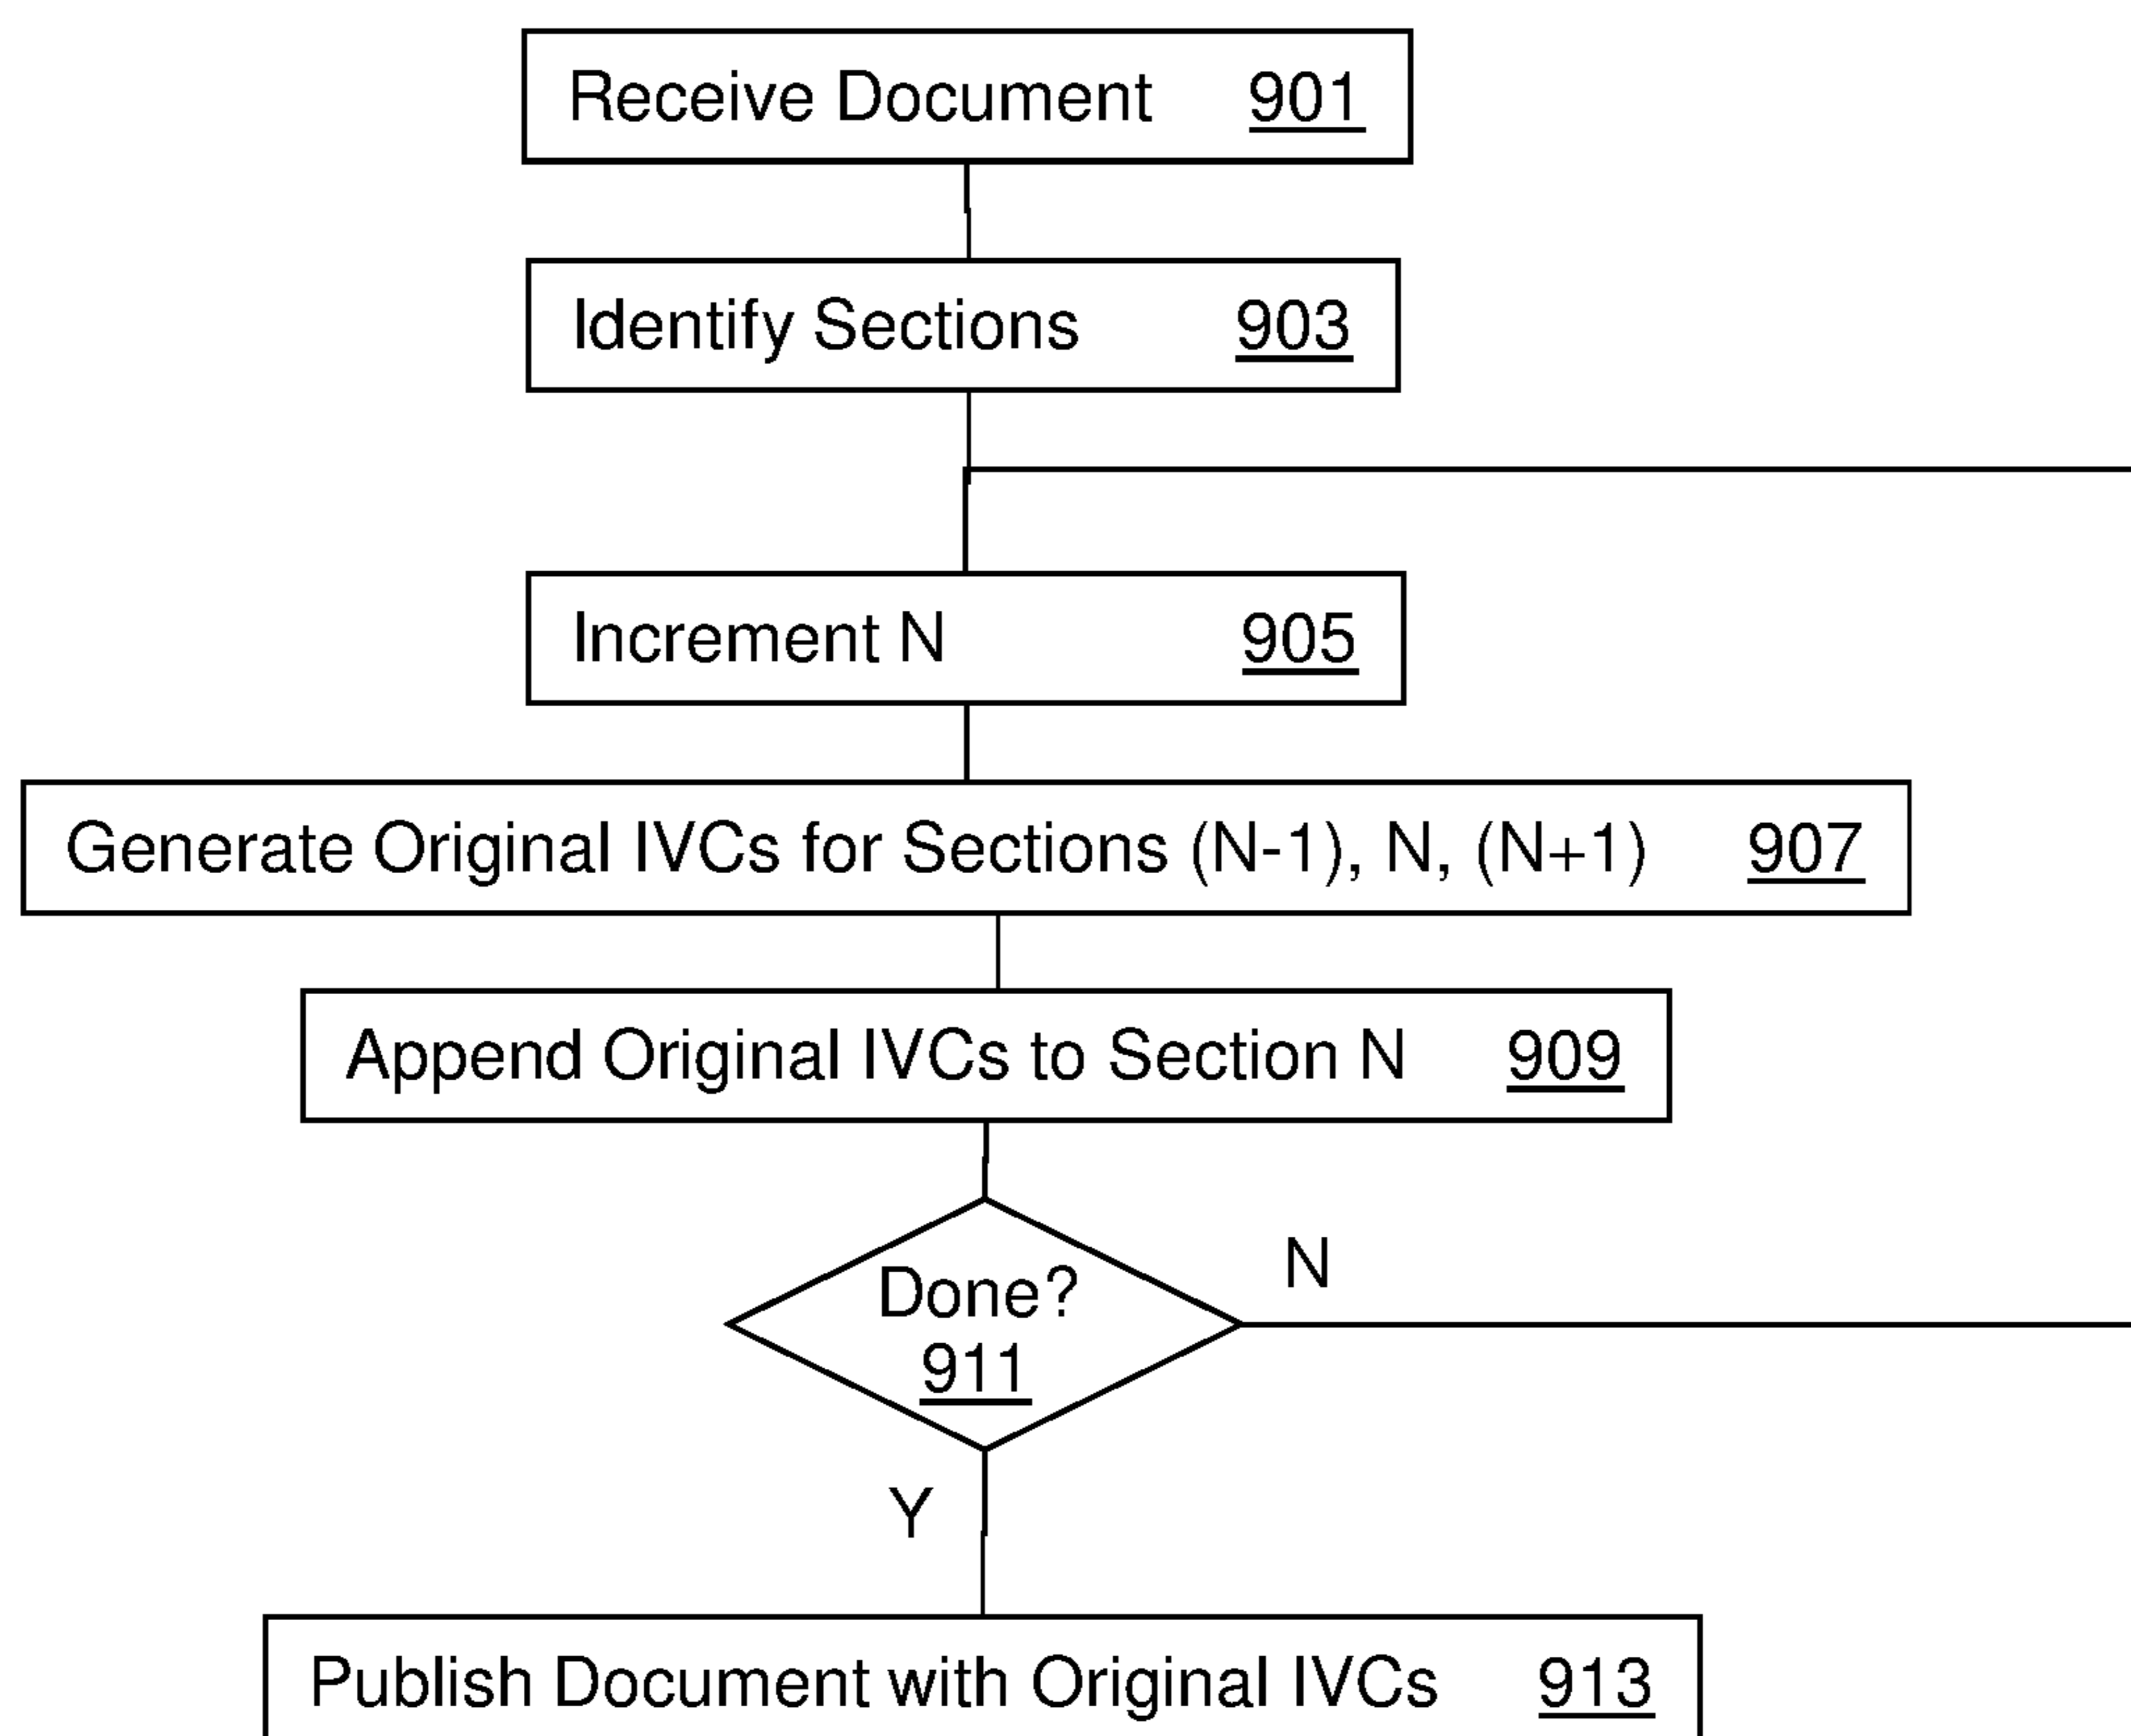 Receive Document 901
Identify Sections 903
Increment N 905
Generate Original IVCs for Sections (N-1), N, (N+1) 907
Append Original IVCs to Section N 909
Done?
911
N
Y
Publish Document with Original IVCs 913